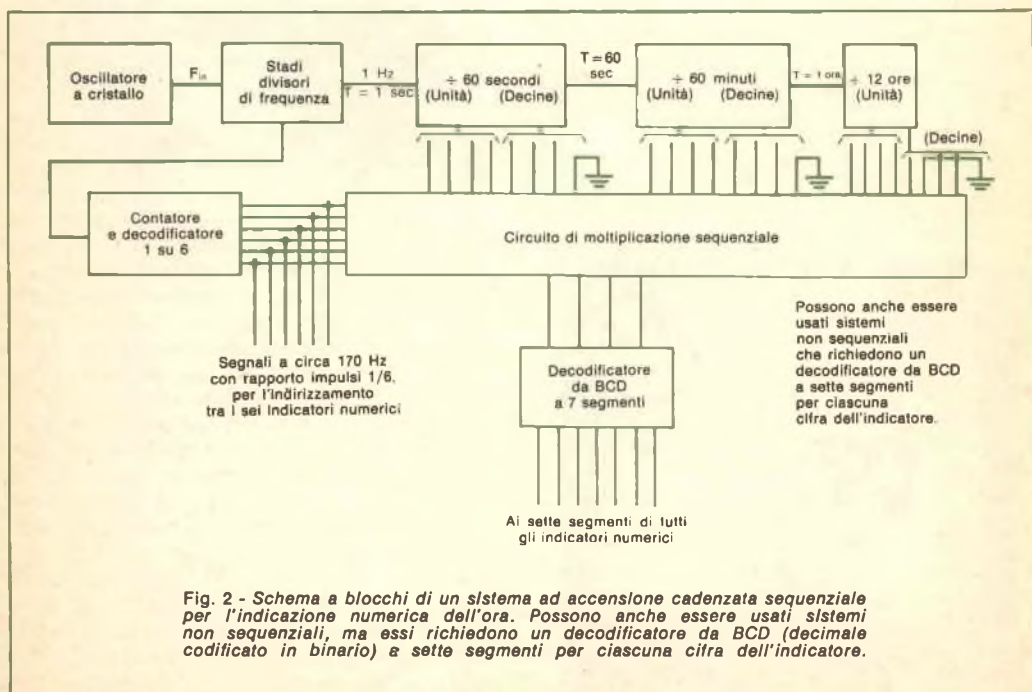 Oscillatore
a cristallo
Fin
Stadi
divisori
di frequenza
1 Hz
T = 1 sec
÷ 60 secondi
(Unità) (Decine)
T = 60
sec
÷ 60 minuti
(Unità) (Decine)
T = 1 ora
÷ 12 ore
(Unità)
(Decine)
Contatore
e decodificatore
1 su 6
Circuito di moltiplicazione sequenziale
Segnali a circa 170 Hz
con rapporto impulsi 1/6,
per l'indirizzamento
tra i sei indicatori numerici
Decodificatore
da BCD
a 7 segmenti
Possono anche essere
usati sistemi
non sequenziali
che richiedono un
decodificatore da BCD
a sette segmenti
per ciascuna
cifra dell'indicatore.
Ai sette segmenti di tutti
gli indicatori numerici
Fig. 2 - Schema a blocchi di un sistema ad accensione cadenzata sequenziale
per l'indicazione numerica dell'ora. Possono anche essere usati sistemi
non sequenziali, ma essi richiedono un decodificatore da BCD (decimale
codificato in binario) a sette segmenti per ciascuna cifra dell'indicatore.